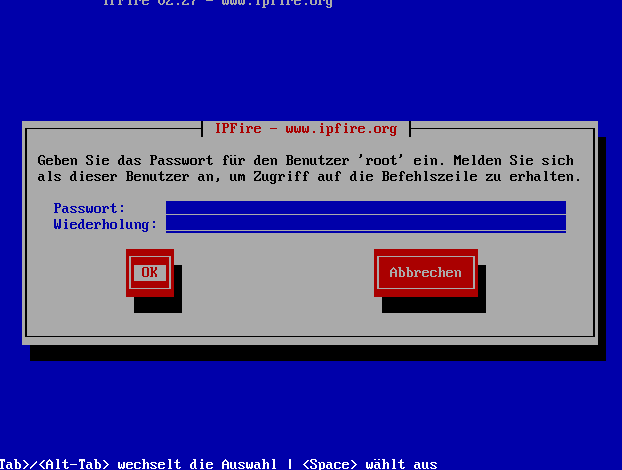 IPFire 02.27 - www.ipfire.org
IPFire - www.ipfire.org
Geben Sie das Passwort für den Benutzer 'root' ein. Melden Sie sich
als dieser Benutzer an, um Zugriff auf die Befehlszeile zu erhalten.
Passwort:
Wiederholung:
OK Abbrechen
Tab>/<Alt-Tab> wechselt die Auswahl | <Space> wählt aus